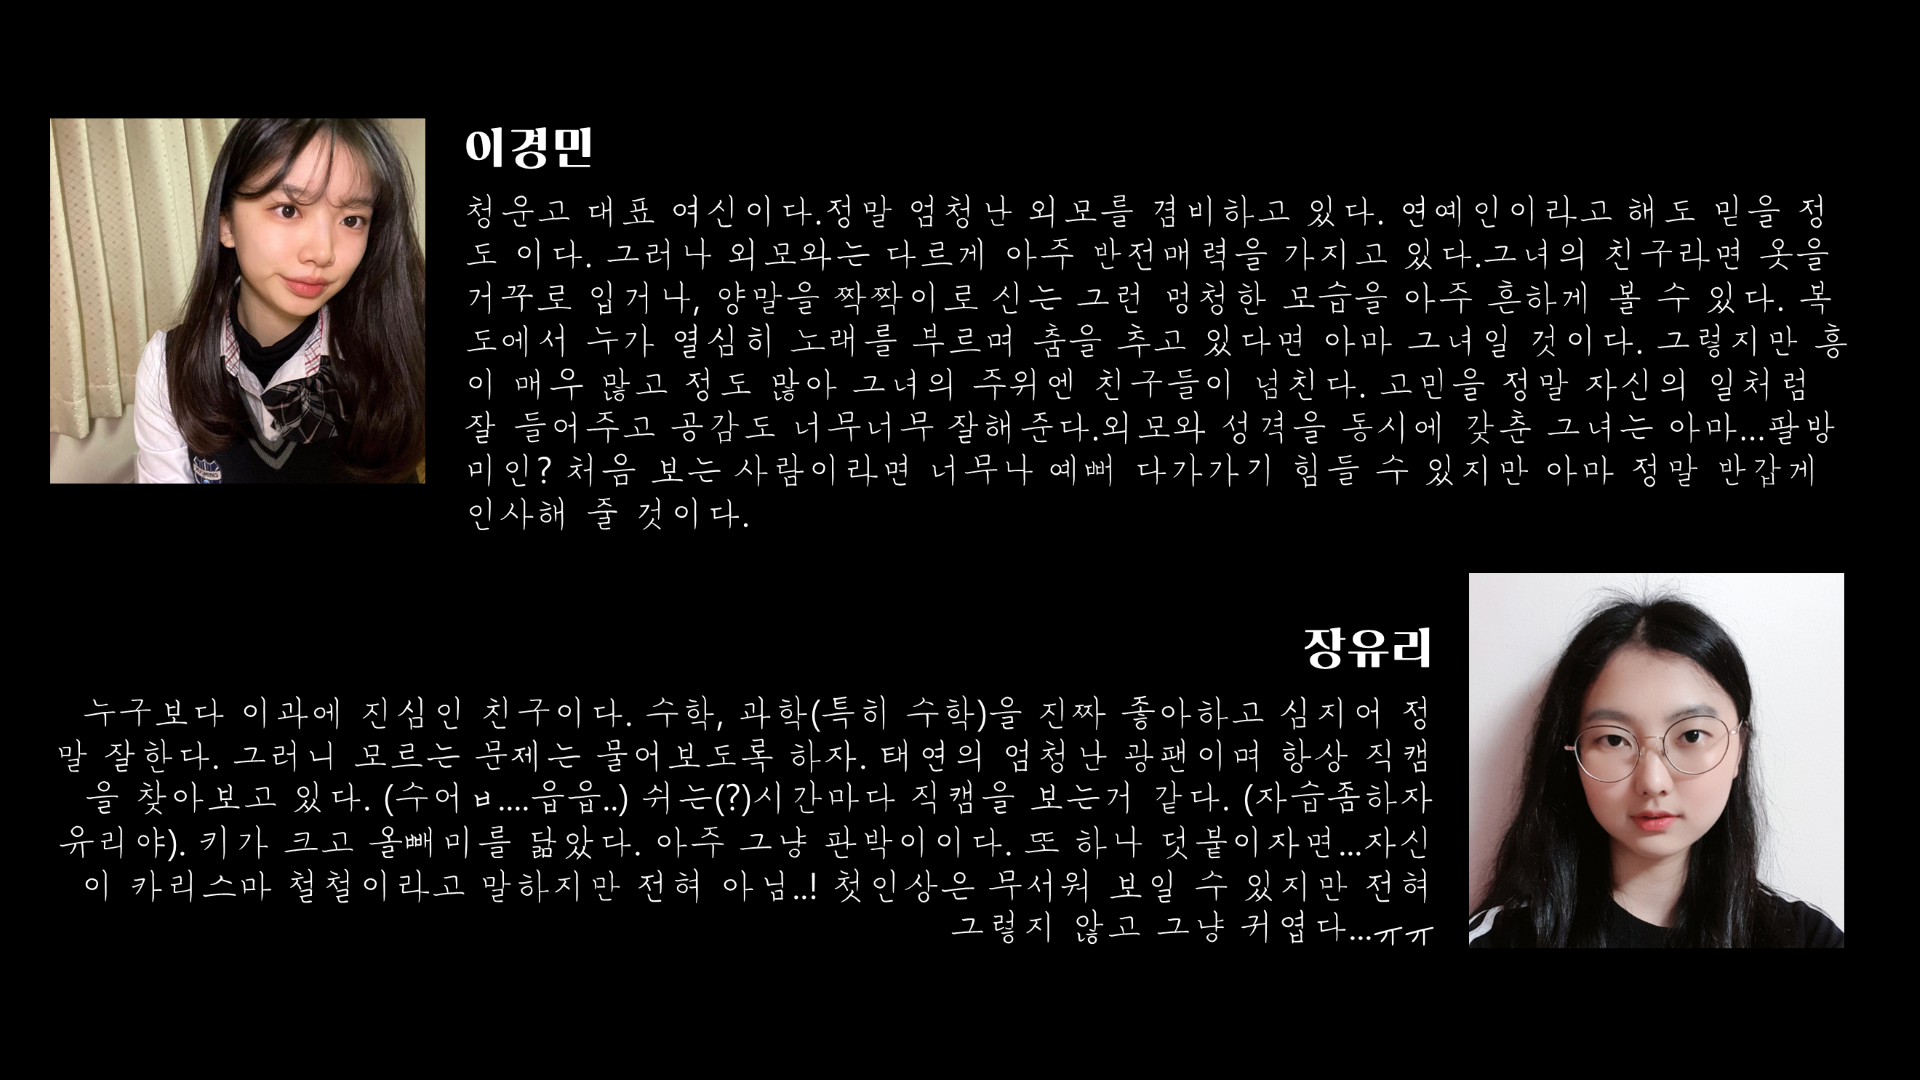 이경민
청운고 대표 여신이다.정말 엄청난 외모를 겸비하고 있다. 연예인이라고 해도 믿을 정
도 이다. 그러나 외모와는 다르게 아주 반전매력을 가지고 있다.그녀의 친구라면 옷을
거꾸로 입거나, 양말을 짝짝이로 신는 그런 멍청한 모습을 아주 흔하게 볼 수 있다. 복
도에서 누가 열심히 노래를 부르며 춤을 추고 있다면 아마 그녀일 것이다. 그렇지만 흥
이 매우 많고 정도 많아 그녀의 주위엔 친구들이 넘친다. 고민을 정말 자신의 일처럼
잘 들어주고 공감도 너무너무 잘해준다.외모와 성격을 동시에 갖춘 그녀는 아마...팔방
미인? 처음 보는 사람이라면 너무나 예뻐 다가가기 힘들 수 있지만 아마 정말 반갑게
인사해 줄 것이다.
장유리
누구보다 이과에 진심인 친구이다. 수학, 과학(특히 수학)을 진짜 좋아하고 심지어 정
말 잘한다. 그러니 모르는 문제는 물어보도록 하자. 태연의 엄청난 광팬이며 항상 직캠
을 찾아보고 있다. (수어ㅂ....읍읍..) 쉬는(?)시간마다 직캠을 보는거 같다. (자습좀하자
유리야). 키가 크고 올빼미를 닮았다. 아주 그냥 판박이이다. 또 하나 덧붙이자면...자신
이 카리스마 철철이라고 말하지만 전혀 아님..! 첫인상은 무서워 보일 수 있지만 전혀
그렇지 않고 그냥 귀엽다...ㅠㅠ